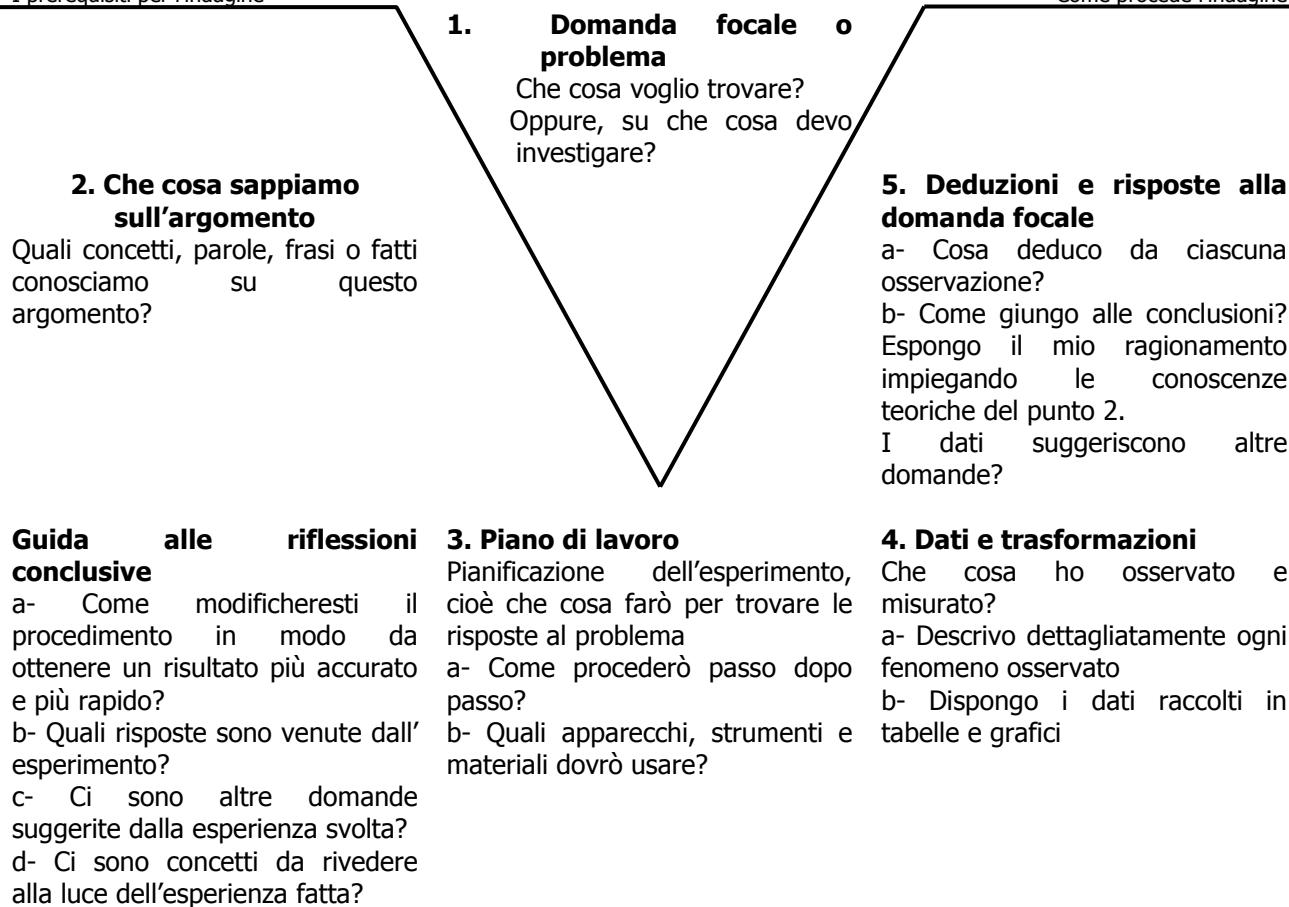 I prerequisiti per l'indagine
Come procede l'indagine
1. Domanda focale o
problema
Che cosa voglio trovare?
Oppure, su che cosa devo
investigare?
2. Che cosa sappiamo
sull'argomento
Quali concetti, parole, frasi o fatti
conosciamo su questo
argomento?
5. Deduzioni e risposte alla
domanda focale
a- Cosa deduco da ciascuna
osservazione?
b- Come giungo alle conclusioni?
Espongo il mio ragionamento
impiegando le conoscenze
teoriche del punto 2.
I dati suggeriscono altre
domande?
Guida alle riflessioni
conclusive
a- Come modificheresti il
procedimento in modo da
ottenere un risultato più accurato
e più rapido?
b- Quali risposte sono venute dall'
esperimento?
c- Ci sono altre domande
suggerite dalla esperienza svolta?
d- Ci sono concetti da rivedere
alla luce dell'esperienza fatta?
3. Piano di lavoro
Pianificazione dell'esperimento,
cioè che cosa farò per trovare le
risposte al problema
a- Come procederò passo dopo
passo?
b- Quali apparecchi, strumenti e
materiali dovrò usare?
4. Dati e trasformazioni
Che cosa ho osservato e
misurato?
a- Descrivo dettagliatamente ogni
fenomeno osservato
b- Dispongo i dati raccolti in
tabelle e grafici